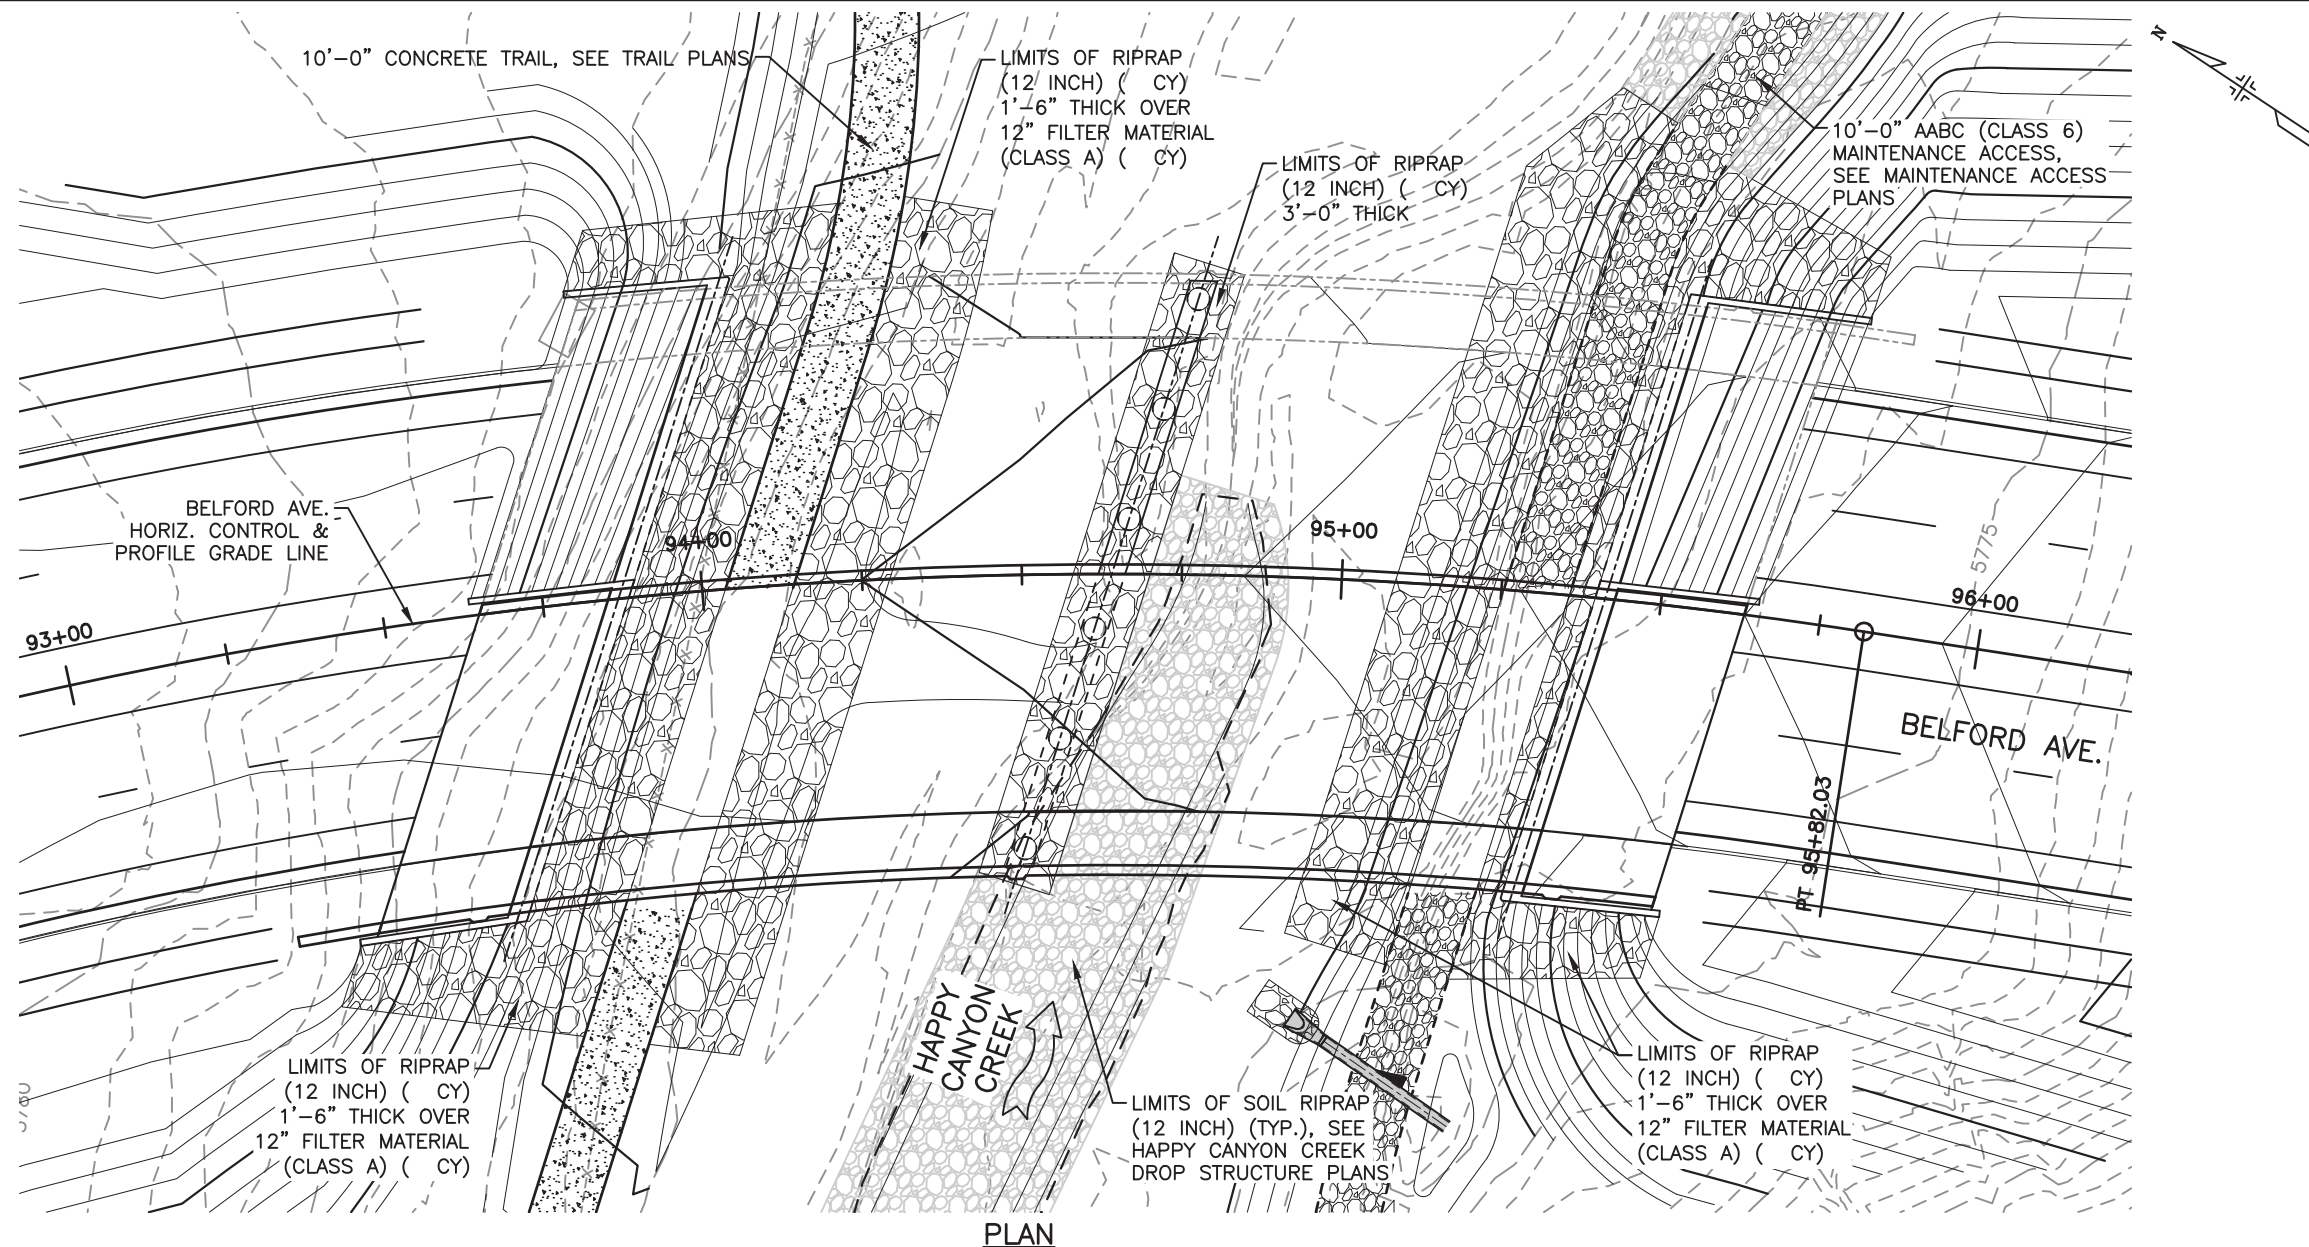 10'-0" CONCRETE TRAIL, SEE TRAIL PLANS
LIMITS OF RIPRAP
(12 INCH) (   CY)
1'-6" THICK OVER
12" FILTER MATERIAL
(CLASS A) (   CY)
LIMITS OF RIPRAP
(12 INCH) (   CY)
3'-0" THICK
10'-0" AABC (CLASS 6)
MAINTENANCE ACCESS,
SEE MAINTENANCE ACCESS
PLANS
N
BELFORD AVE.
HORIZ. CONTROL &
PROFILE GRADE LINE
93+00
94+00
95+00
96+00
5775
BELFORD AVE.
PT 95+82.03
HAPPY
CANYON
CREEK
LIMITS OF RIPRAP
(12 INCH) (   CY)
1'-6" THICK OVER
12" FILTER MATERIAL
(CLASS A) (   CY)
LIMITS OF SOIL RIPRAP
(12 INCH) (TYP.), SEE
HAPPY CANYON CREEK
DROP STRUCTURE PLANS
LIMITS OF RIPRAP
(12 INCH) (   CY)
1'-6" THICK OVER
12" FILTER MATERIAL
(CLASS A) (   CY)
PLAN